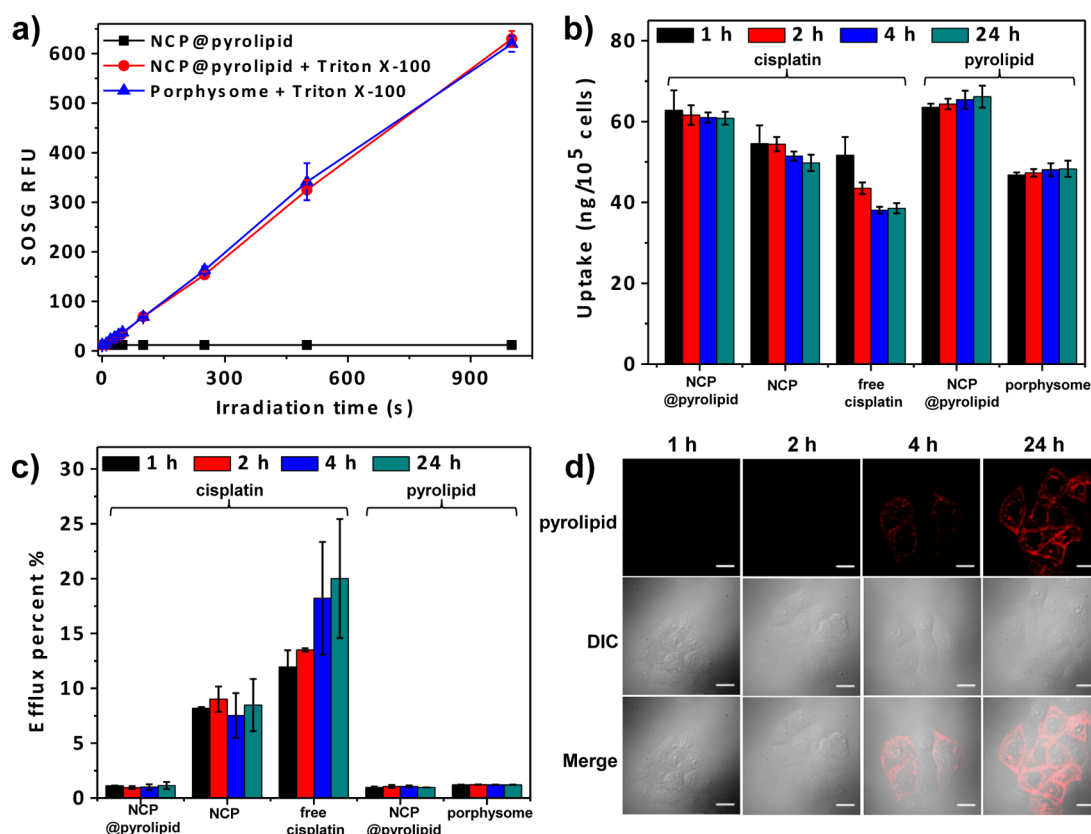 a)
NCP@pyrolipid
NCP@pyrolipid + Triton X-100
Porphysome + Triton X-100
SOSG RFU
600
500
400
300
200
100
0
0 300 600 900
Irradiation time (s)
b)
1 h 2 h 4 h 24 h
cisplatin pyrolipid
Uptake (ng/10⁵ cells)
80
60
40
20
0
NCP @pyrolipid
NCP
free cisplatin
NCP @pyrolipid
porphysome
c)
1 h 2 h 4 h 24 h
cisplatin pyrolipid
Efflux percent %
30
25
20
15
10
5
0
NCP @pyrolipid
NCP
free cisplatin
NCP @pyrolipid
porphysome
d)
1 h 2 h 4 h 24 h
pyrolipid
DIC
Merge